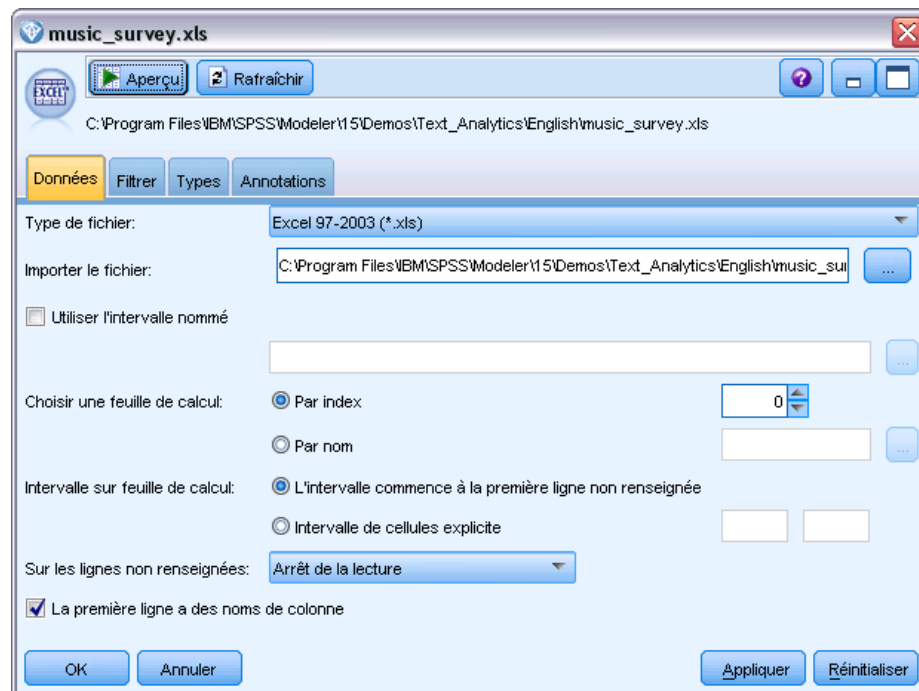 music_survey.xls
EXCEL
Aperçu Rafraîchir ?
C:\Program Files\IBM\SPSS\Modeler\15\Demos\Text_Analytics\English\music_survey.xls
Données Filtrer Types Annotations
Type de fichier: Excel 97-2003 (*.xls)
Importer le fichier: C:\Program Files\IBM\SPSS\Modeler\15\Demos\Text_Analytics\English\music_sui ...
Utiliser l'intervalle nommé
...
Choisir une feuille de calcul: Par index 0
Par nom ...
Intervalle sur feuille de calcul: L'intervalle commence à la première ligne non renseignée
Intervalle de cellules explicite
Sur les lignes non renseignées: Arrêt de la lecture
La première ligne a des noms de colonne
OK Annuler Appliquer Réinitialiser